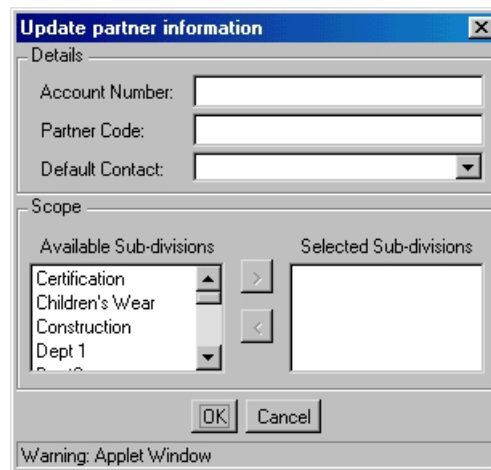 Update partner information
Details
Account Number:
Partner Code:
Default Contact:
Scope
Available Sub-divisions
Selected Sub-divisions
Certification
Children's Wear
Construction
Dept 1
OK Cancel
Warning: Applet Window